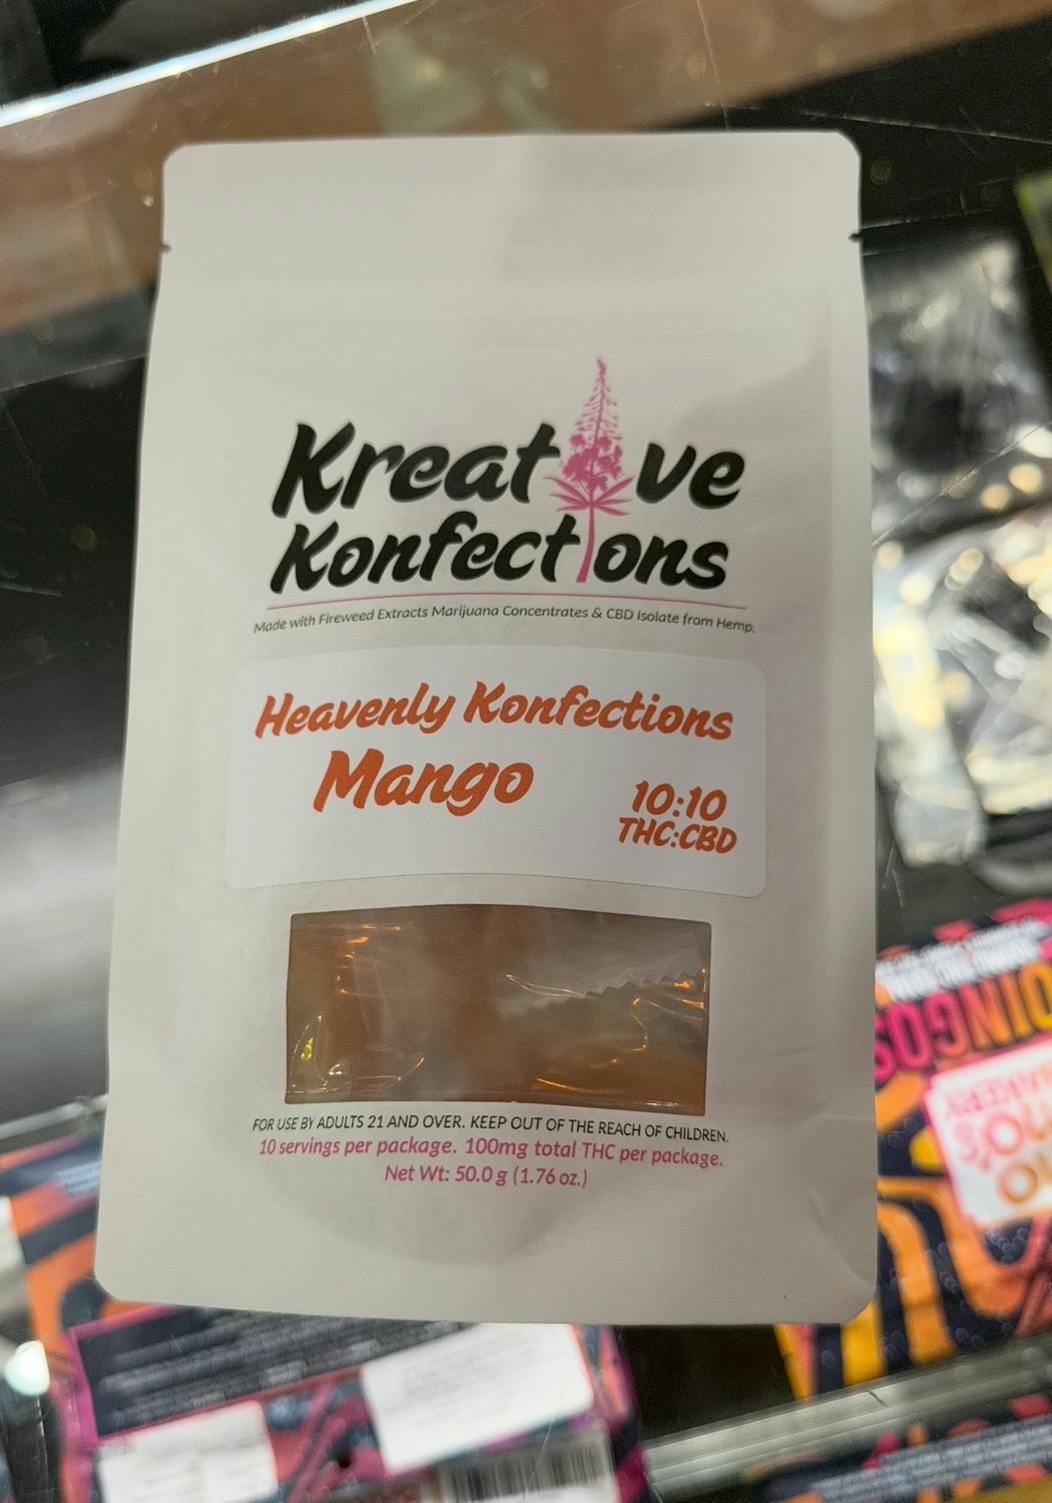 Kreative
Konfections
Made with Fireweed Extracts Marijuana Concentrates & CBD Isolate from Hemp.
Heavenly Konfections
Mango
10:10
THC:CBD
FOR USE BY ADULTS 21 AND OVER. KEEP OUT OF THE REACH OF CHILDREN.
10 servings per package. 100mg total THC per package.
Net Wt: 50.0 g (1.76 oz.)
DINGOS
BAKERY